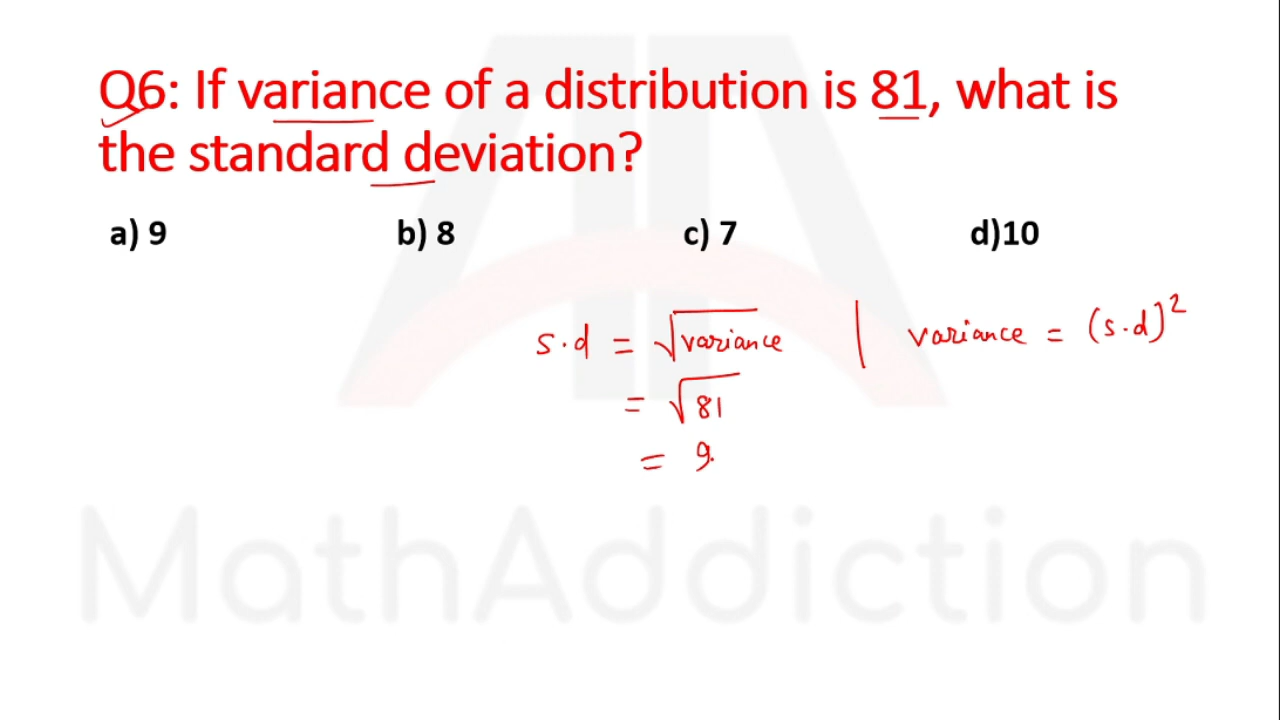 Q6: If variance of a distribution is 81, what is
the standard deviation?
a) 9 b) 8 c) 7 d)10
s.d = √variance | variance = (s.d)²
= √81
= 9.
MathAddiction